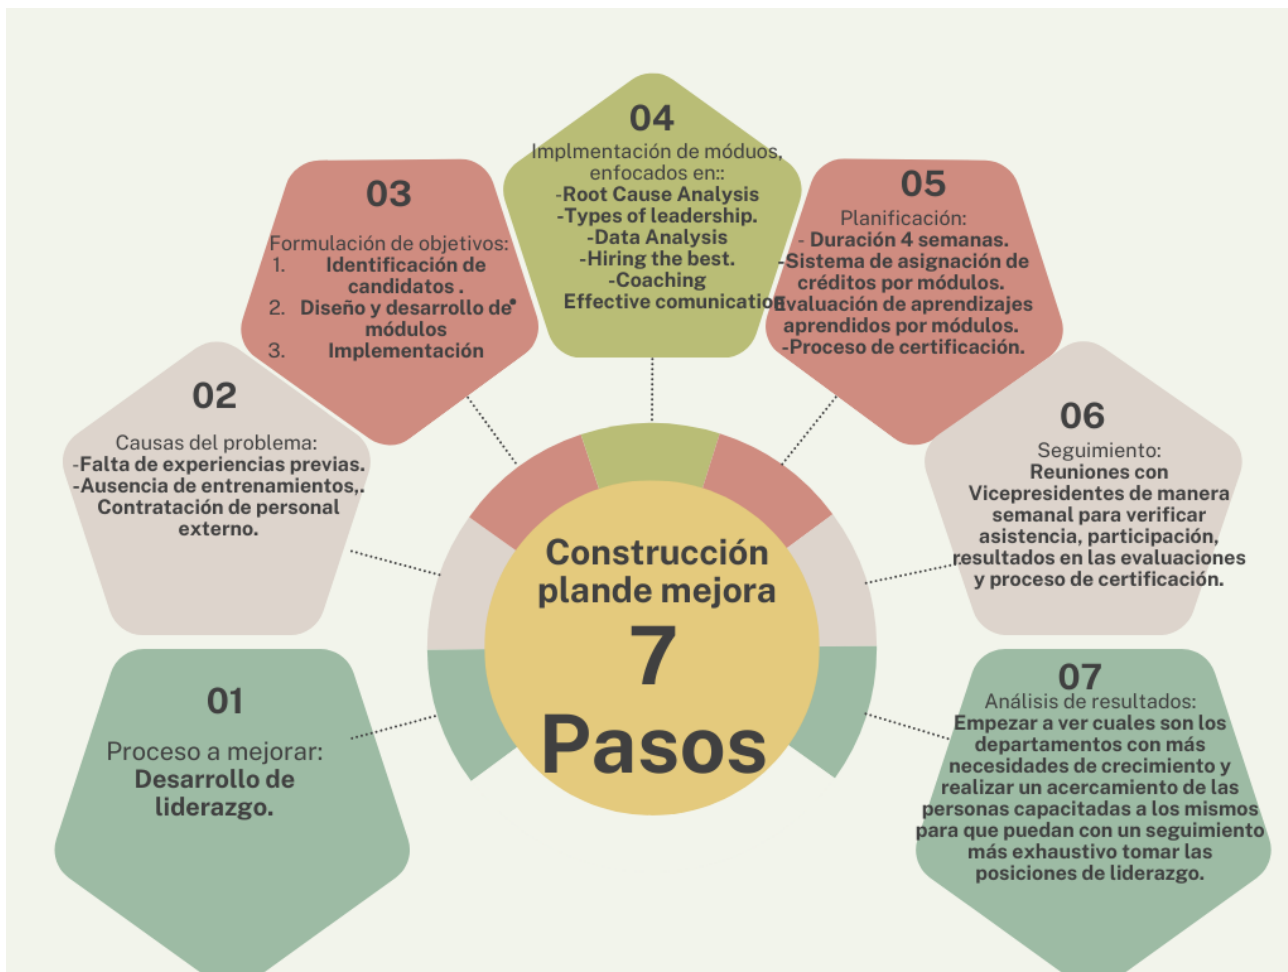 01
Proceso a mejorar:
Desarrollo de
liderazgo.
02
Causas del problema:
-Falta de experiencias previas.
-Ausencia de entrenamientos,.
Contratación de personal
externo.
03
Formulación de objetivos:
1. Identificación de
candidatos .
2. Diseño y desarrollo de
módulos
3. Implementación
04
Implmentación de móduos,
enfocados en::
-Root Cause Analysis
-Types of leadership.
-Data Analysis
-Hiring the best.
-Coaching
Effective comunication
05
Planificación:
- Duración 4 semanas.
-Sistema de asignación de
créditos por módulos.
Evaluación de aprendizajes
aprendidos por módulos.
-Proceso de certificación.
06
Seguimiento:
Reuniones con
Vicepresidentes de manera
semanal para verificar
asistencia, participación,
resultados en las evaluaciones
y proceso de certificación.
07
Análisis de resultados:
Empezar a ver cuales son los
departamentos con más
necesidades de crecimiento y
realizar un acercamiento de las
personas capacitadas a los mismos
para que puedan con un seguimiento
más exhaustivo tomar las
posiciones de liderazgo.
Construcción
plande mejora
7
Pasos